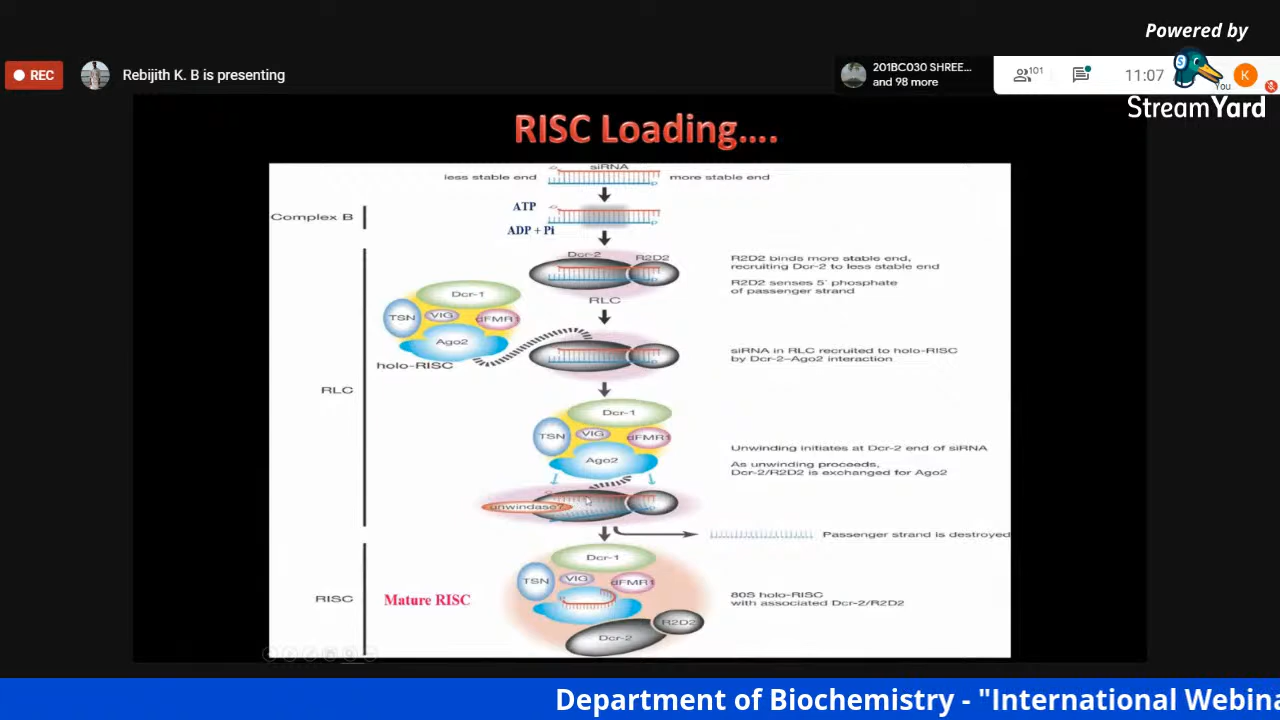 Powered by
REC
Rebijith K. B is presenting
201BC030 SHREE...
and 98 more
101
11:07
You
K
StreamYard
RISC Loading....
siRNA
less stable end
more stable end
Complex B
ATP
ADP + Pi
Dcr-2
R2D2
RLC
R2D2 binds more stable end,
recruiting Dcr-2 to less stable end
R2D2 senses 5' phosphate
of passenger strand
Dcr-1
TSN
VIG
dFMR1
Ago2
holo-RISC
siRNA in RLC recruited to holo-RISC
by Dcr-2–Ago2 interaction
RLC
Dcr-1
TSN
VIG
dFMR1
Ago2
Unwinding initiates at Dcr-2 end of siRNA
As unwinding proceeds,
Dcr-2/R2D2 is exchanged for Ago2
unwindase?
Passenger strand is destroyed
Dcr-1
TSN
VIG
dFMR1
RISC
Mature RISC
80S holo-RISC
with associated Dcr-2/R2D2
R2D2
Dcr-2
Department of Biochemistry - "International Webina